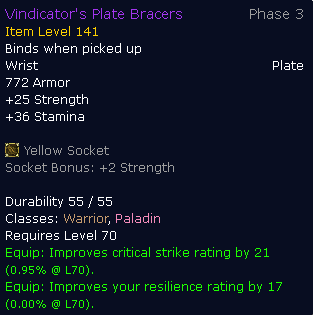 Vindicator's Plate Bracers Phase 3
Item Level 141
Binds when picked up
Wrist Plate
772 Armor
+25 Strength
+36 Stamina
Yellow Socket
Socket Bonus: +2 Strength
Durability 55 / 55
Classes: Warrior, Paladin
Requires Level 70
Equip: Improves critical strike rating by 21
(0.95% @ L70).
Equip: Improves your resilience rating by 17
(0.00% @ L70).